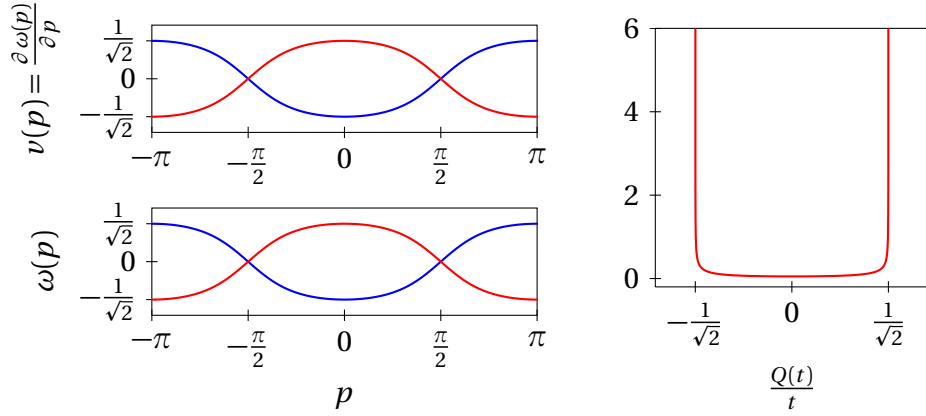 v(p) = ∂ω(p)/∂p
1/√2
0
−1/√2
−π
−π/2
0
π/2
π
ω(p)
1/√2
0
−1/√2
−π
−π/2
0
π/2
π
p
6
4
2
0
−1/√2
0
1/√2
Q(t)/t